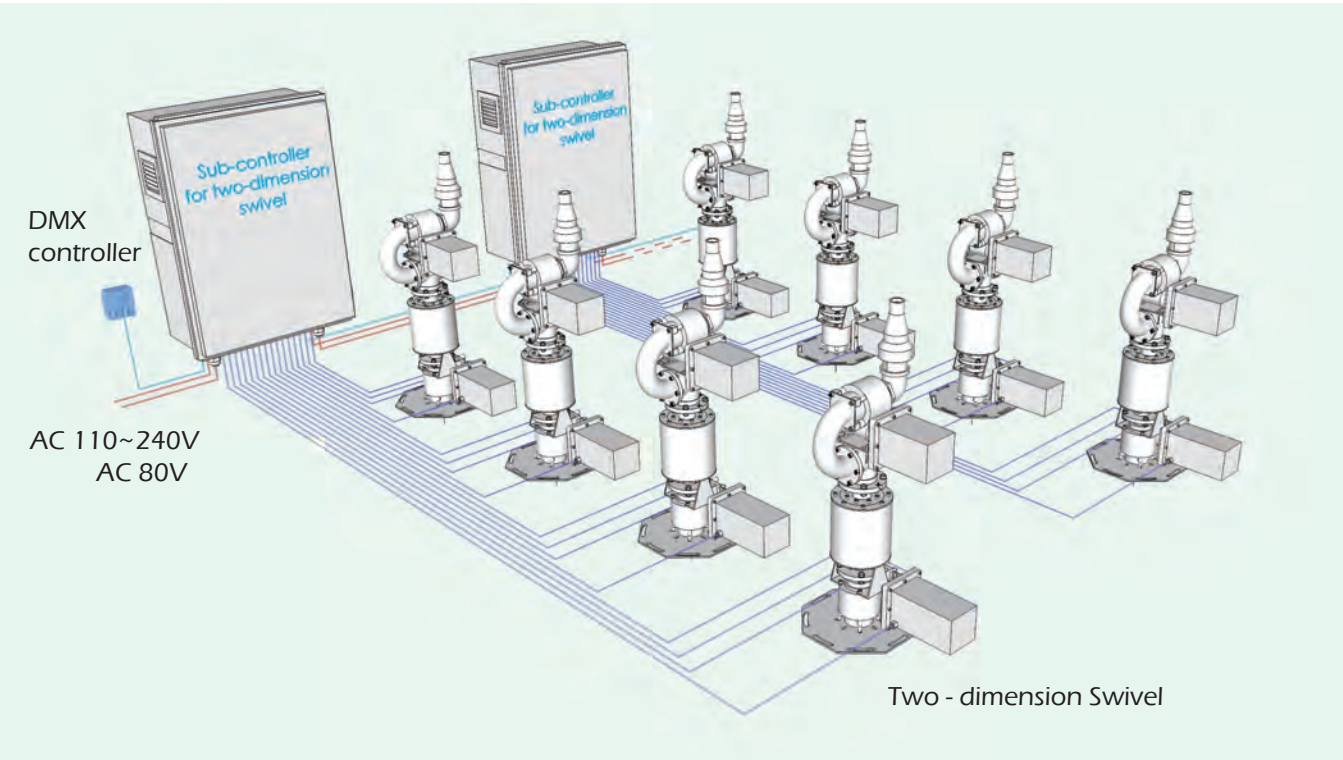 Sub-controller
for two-dimension
swivel
Sub-controller
for two-dimension
swivel
DMX
controller
AC 110~240V
AC 80V
Two - dimension Swivel